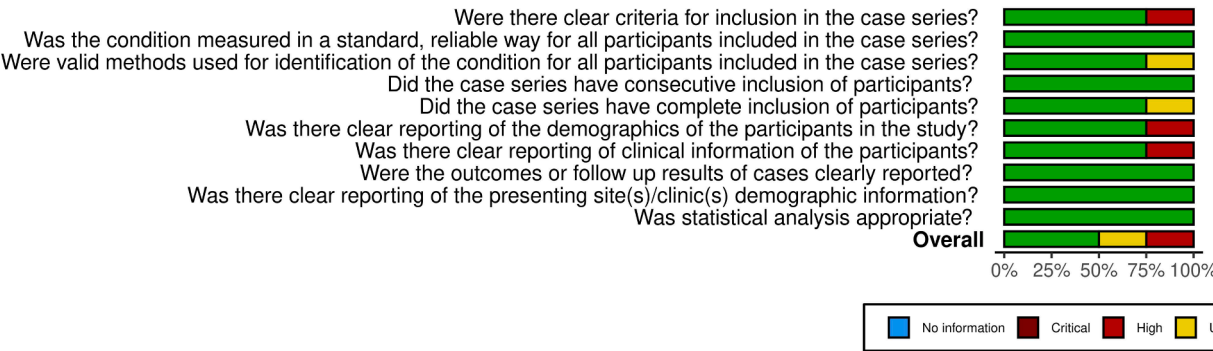 Were there clear criteria for inclusion in the case series?
Was the condition measured in a standard, reliable way for all participants included in the case series?
Were valid methods used for identification of the condition for all participants included in the case series?
Did the case series have consecutive inclusion of participants?
Did the case series have complete inclusion of participants?
Was there clear reporting of the demographics of the participants in the study?
Was there clear reporting of clinical information of the participants?
Were the outcomes or follow up results of cases clearly reported?
Was there clear reporting of the presenting site(s)/clinic(s) demographic information?
Was statistical analysis appropriate?
Overall
0% 25% 50% 75% 100%
No information Critical High